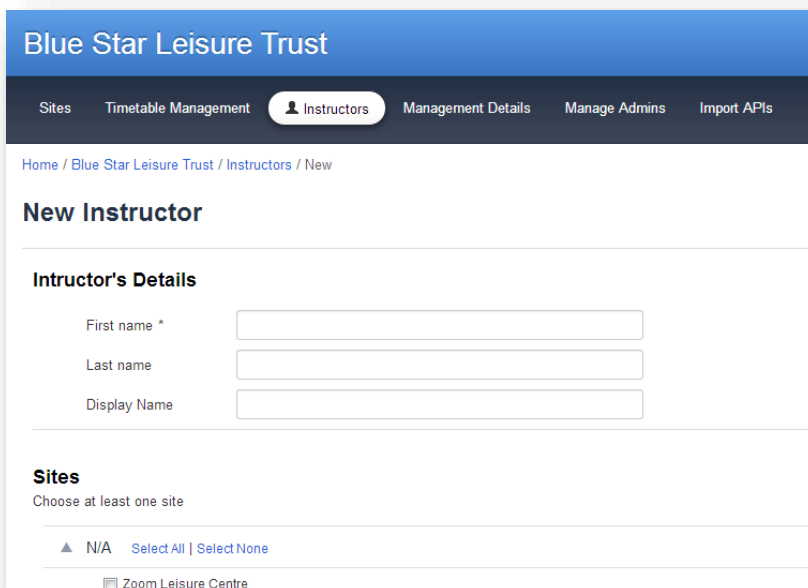 Blue Star Leisure Trust
Sites Timetable Management Instructors Management Details Manage Admins Import APIs
Home / Blue Star Leisure Trust / Instructors / New
New Instructor
Intructor's Details
First name *
Last name
Display Name
Sites
Choose at least one site
N/A Select All | Select None
Zoom Leisure Centre